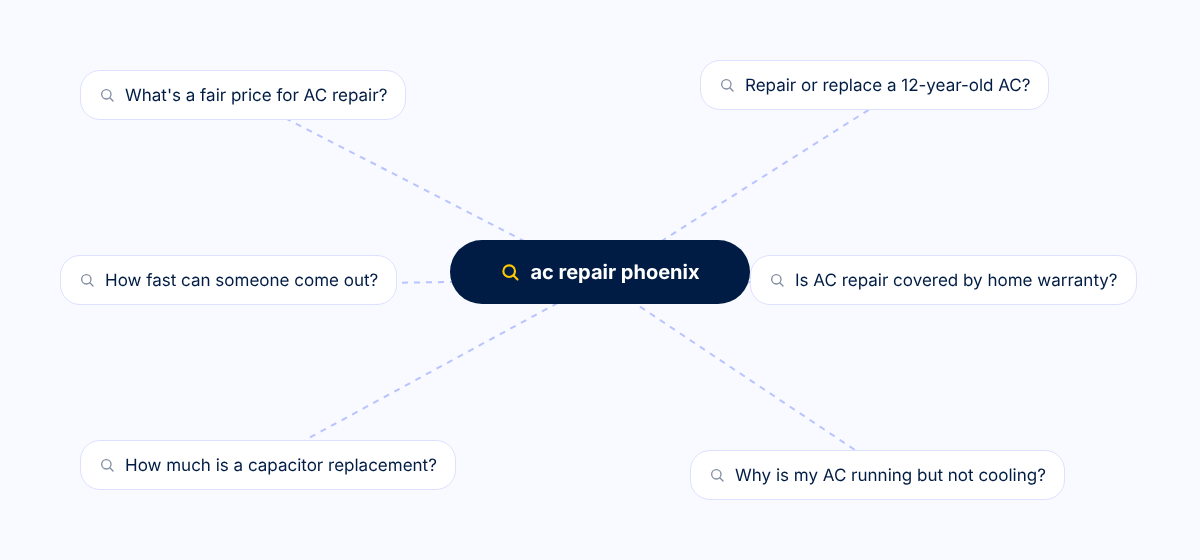 What's a fair price for AC repair?
Repair or replace a 12-year-old AC?
How fast can someone come out?
ac repair phoenix
Is AC repair covered by home warranty?
How much is a capacitor replacement?
Why is my AC running but not cooling?